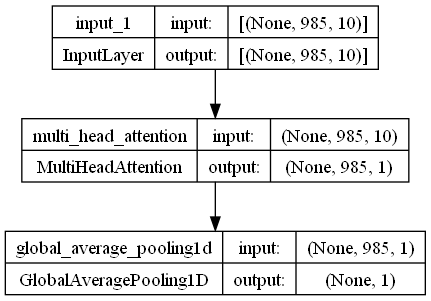 input_1 input: [(None, 985, 10)]
InputLayer output: [(None, 985, 10)]
multi_head_attention input: (None, 985, 10)
MultiHeadAttention output: (None, 985, 1)
global_average_pooling1d input: (None, 985, 1)
GlobalAveragePooling1D output: (None, 1)